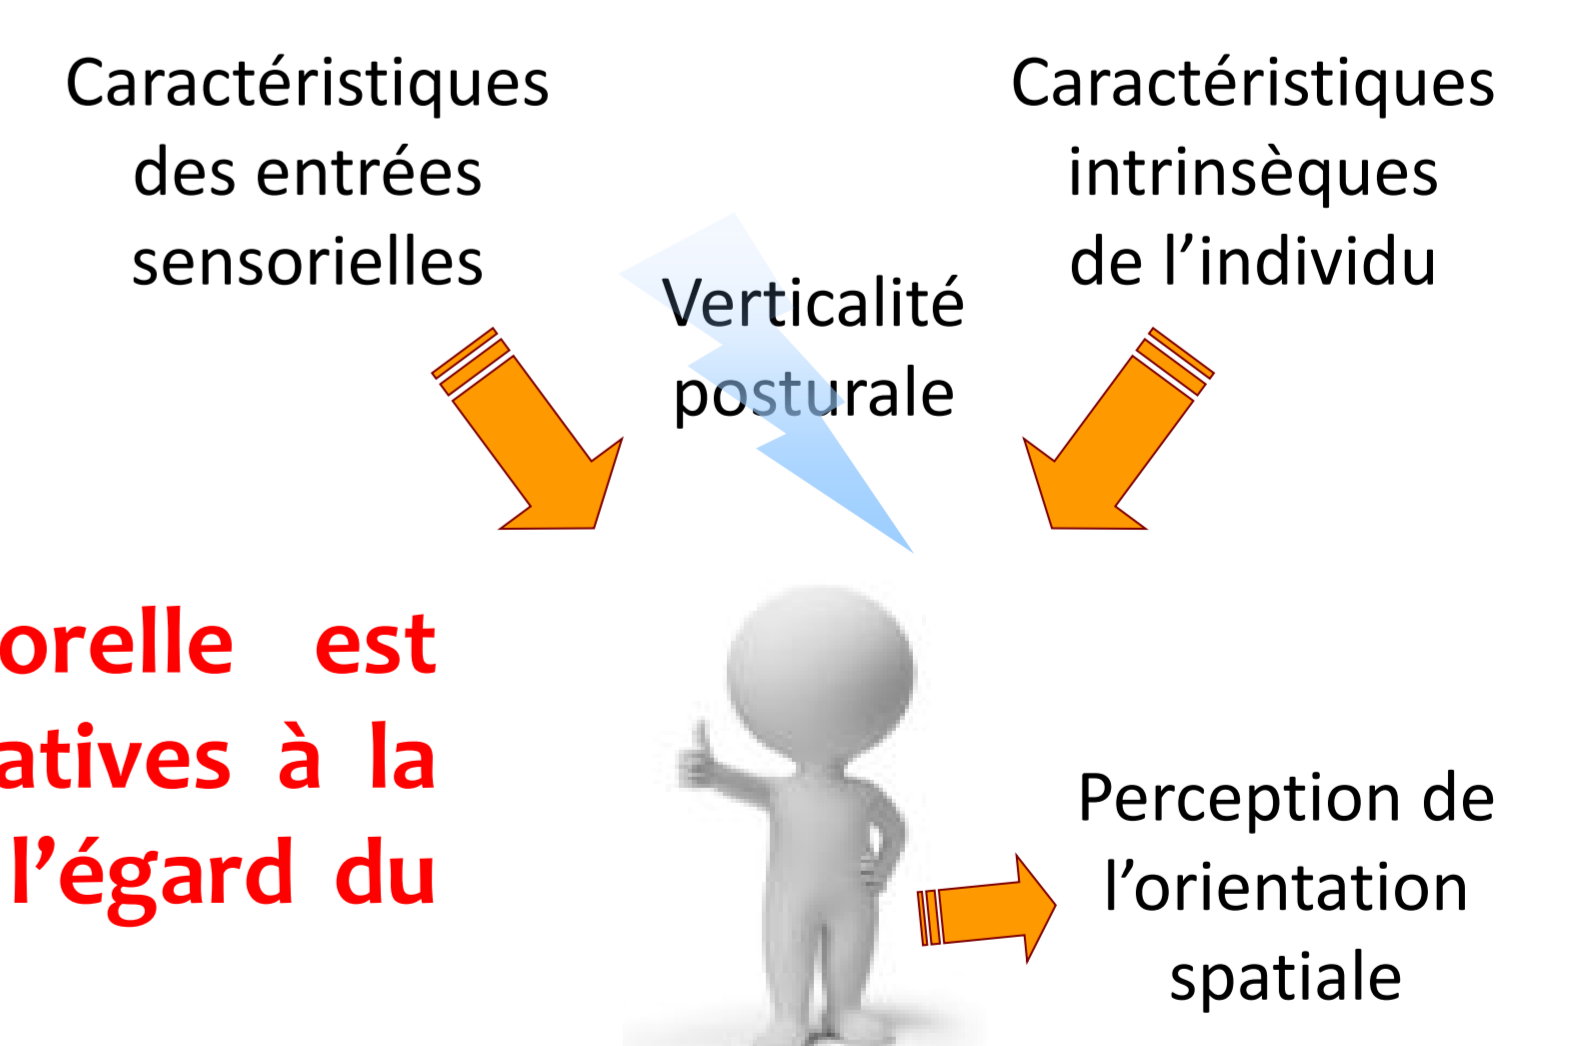 Caractéristiques
des entrées
sensorielles
Caractéristiques
intrinsèques
de l’individu
Verticalité
posturale
orelle est
atives à la
l’égard du
Perception de
l’orientation
spatiale